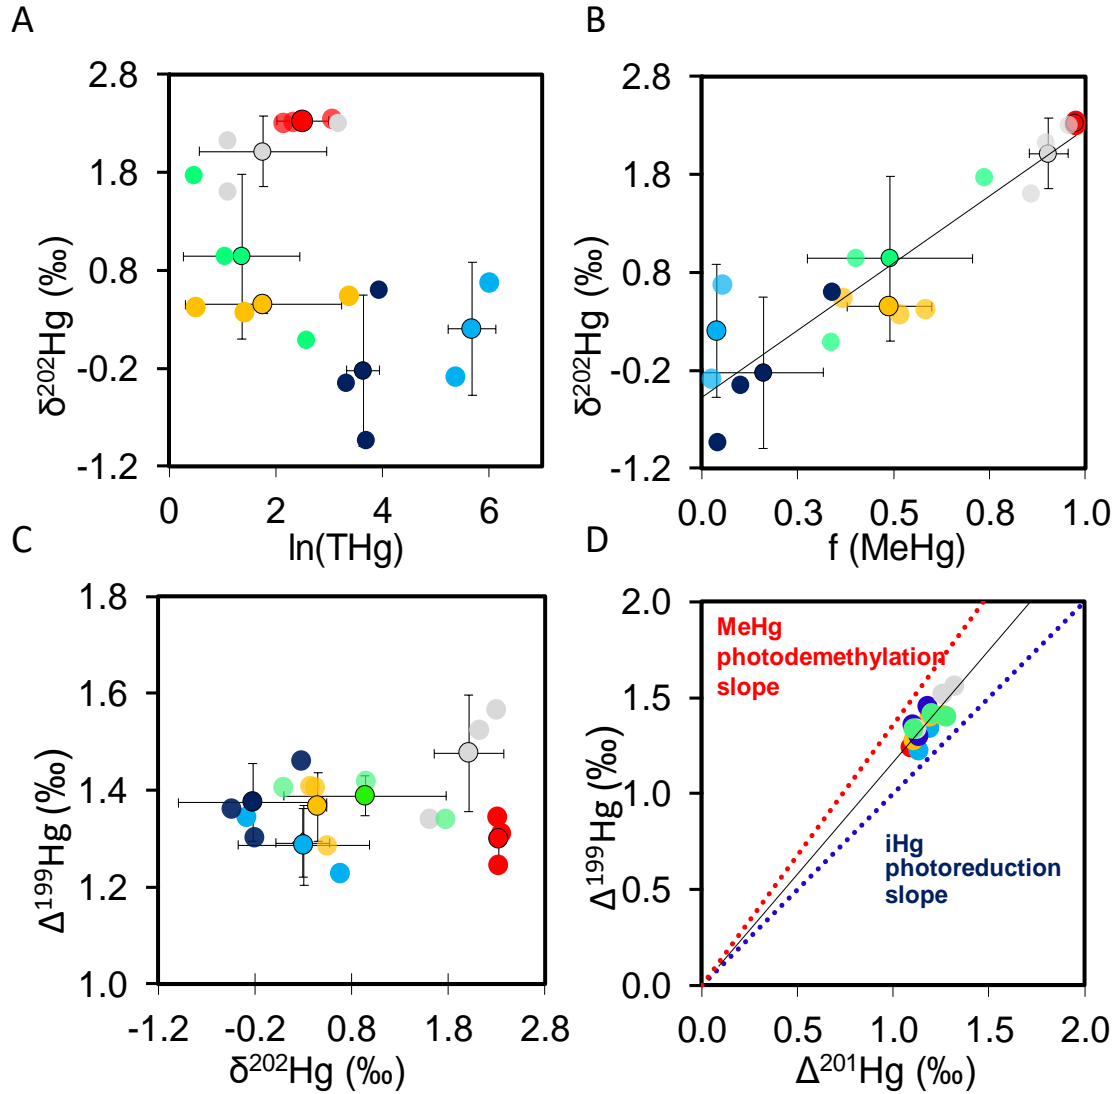 A
2.8
1.8
0.8
-0.2
-1.2
δ²⁰²Hg (‰)
0 2 4 6
ln(THg)
B
2.8
1.8
0.8
-0.2
-1.2
δ²⁰²Hg (‰)
0.0 0.3 0.5 0.8 1.0
f (MeHg)
C
1.8
1.6
1.4
1.2
1.0
Δ¹⁹⁹Hg (‰)
-1.2 -0.2 0.8 1.8 2.8
δ²⁰²Hg (‰)
D
2.0
1.5
1.0
0.5
0.0
Δ¹⁹⁹Hg (‰)
MeHg
photodemethylation
slope
iHg
photoreduction
slope
0.0 0.5 1.0 1.5 2.0
Δ²⁰¹Hg (‰)